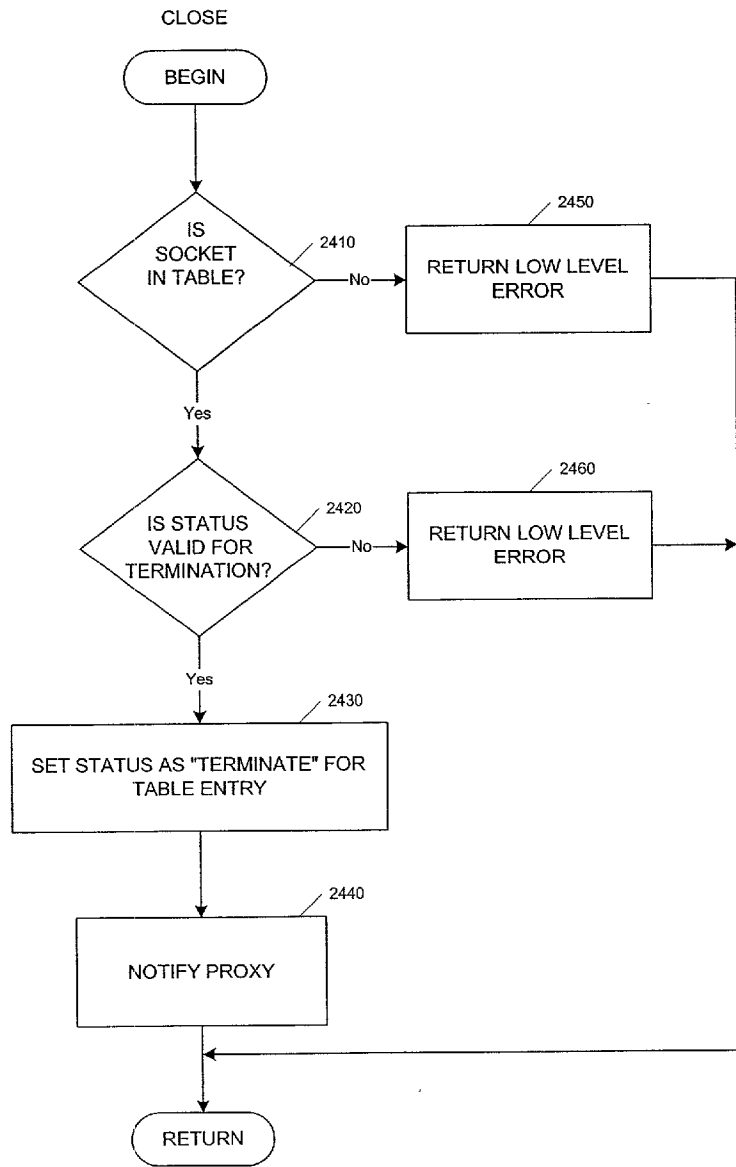 CLOSE
BEGIN
IS
SOCKET
IN TABLE?
2410
No
2450
RETURN LOW LEVEL
ERROR
Yes
IS STATUS
VALID FOR
TERMINATION?
2420
No
2460
RETURN LOW LEVEL
ERROR
Yes
2430
SET STATUS AS "TERMINATE" FOR
TABLE ENTRY
2440
NOTIFY PROXY
RETURN